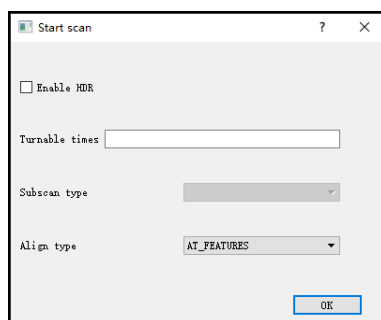 Start scan ?
Enable HDR
Turnable times
Subscan type
Align type AT_FEATURES
OK